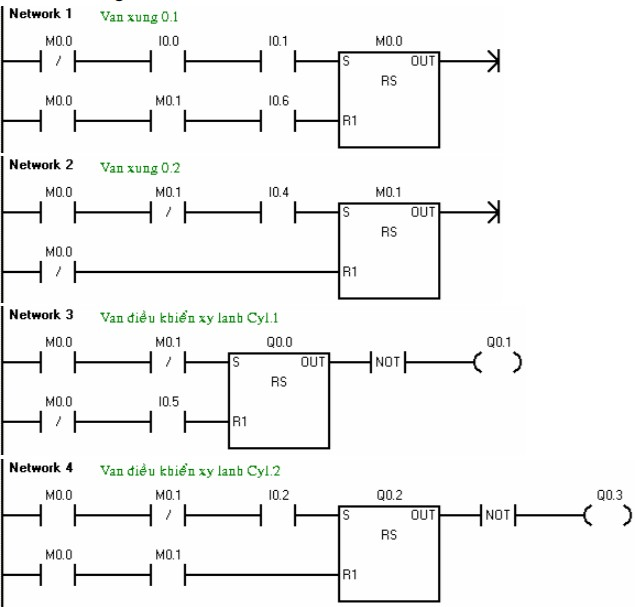 Network 1 Van xung 0.1
M0.0 I0.0 I0.1 M0.0
/ S OUT
RS
M0.0 M0.1 I0.6
R1
Network 2 Van xung 0.2
M0.0 M0.1 I0.4 M0.1
/ S OUT
RS
M0.0
/ R1
Network 3 Van điều khiển xy lanh Cyl.1
M0.0 M0.1 Q0.0 Q0.1
/ S OUT NOT
RS
M0.0 I0.5
/ R1
Network 4 Van điều khiển xy lanh Cyl.2
M0.0 M0.1 I0.2 Q0.2 Q0.3
/ S OUT NOT
RS
M0.0 M0.1
R1